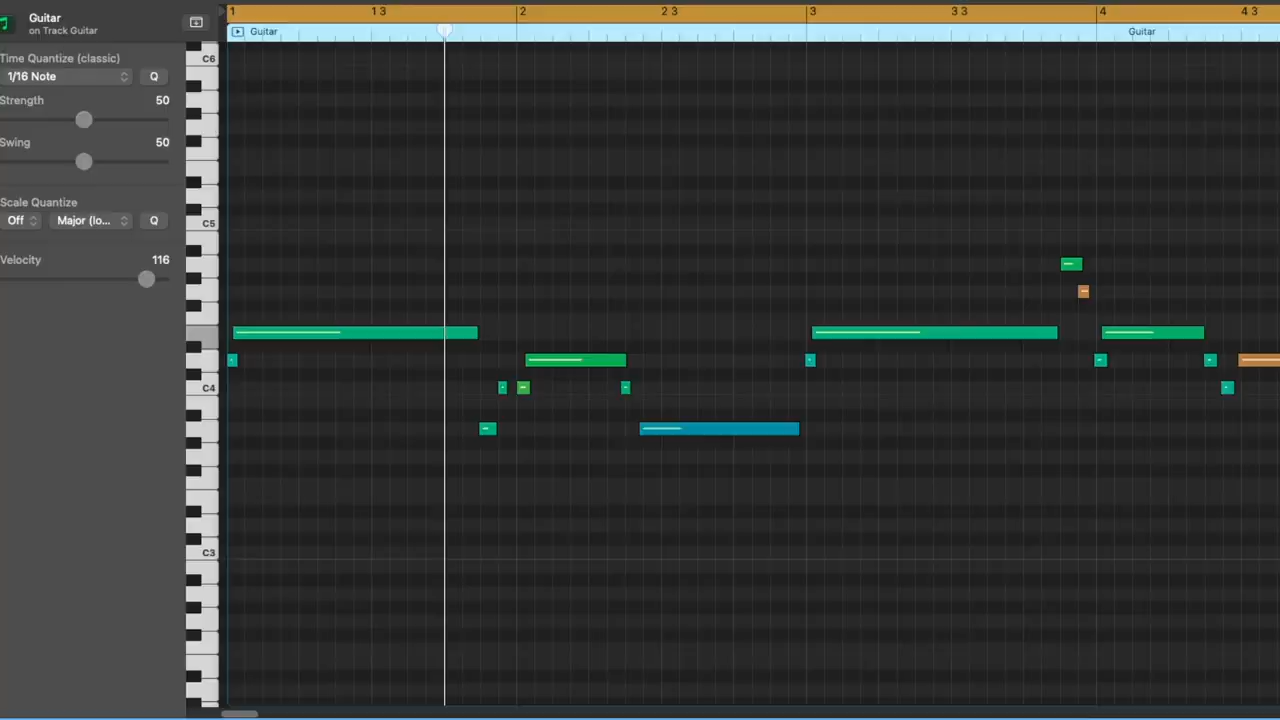 Guitar
on Track Guitar
Time Quantize (classic)
1/16 Note
Q
Strength
50
Swing
50
Scale Quantize
Off
Major (lo...
Q
Velocity
116
1
1 3
2
2 3
3
3 3
4
4 3
Guitar
Guitar
C6
C5
C4
C3